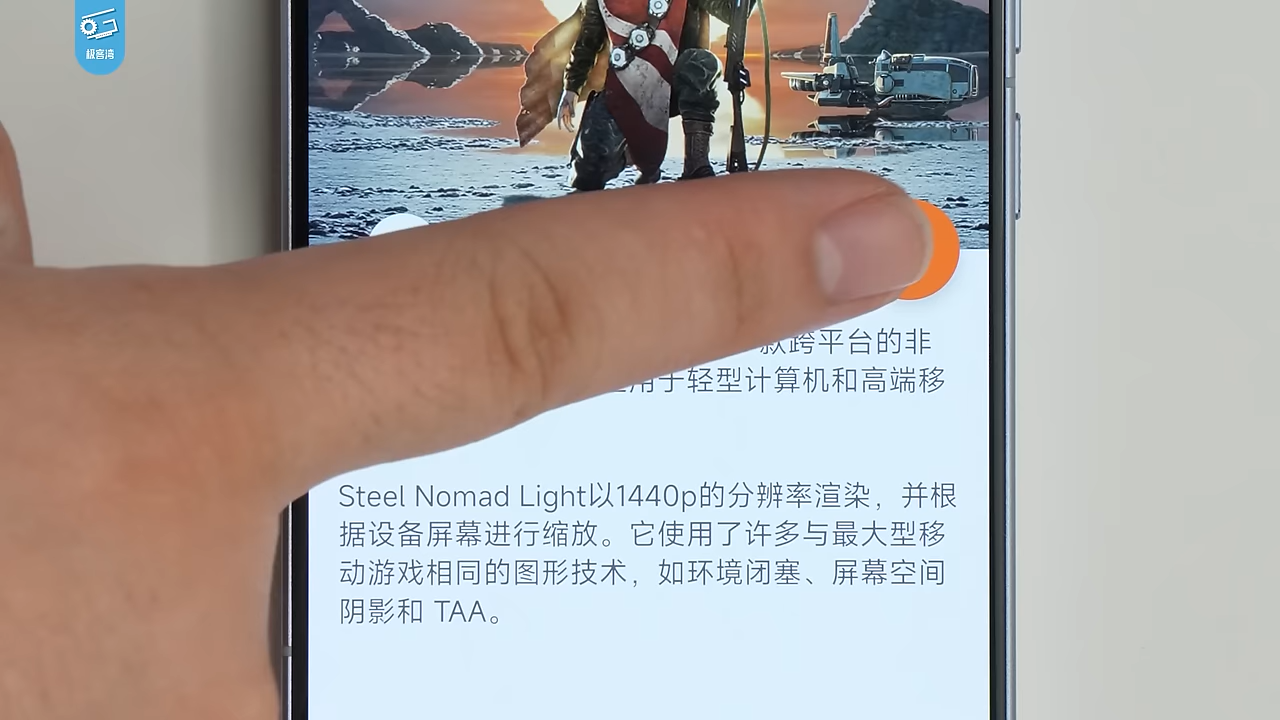 极客湾
款跨平台的非
用于轻型计算机和高端移
Steel Nomad Light以1440p的分辨率渲染，并根
据设备屏幕进行缩放。它使用了许多与最大型移
动游戏相同的图形技术，如环境闭塞、屏幕空间
阴影和 TAA。